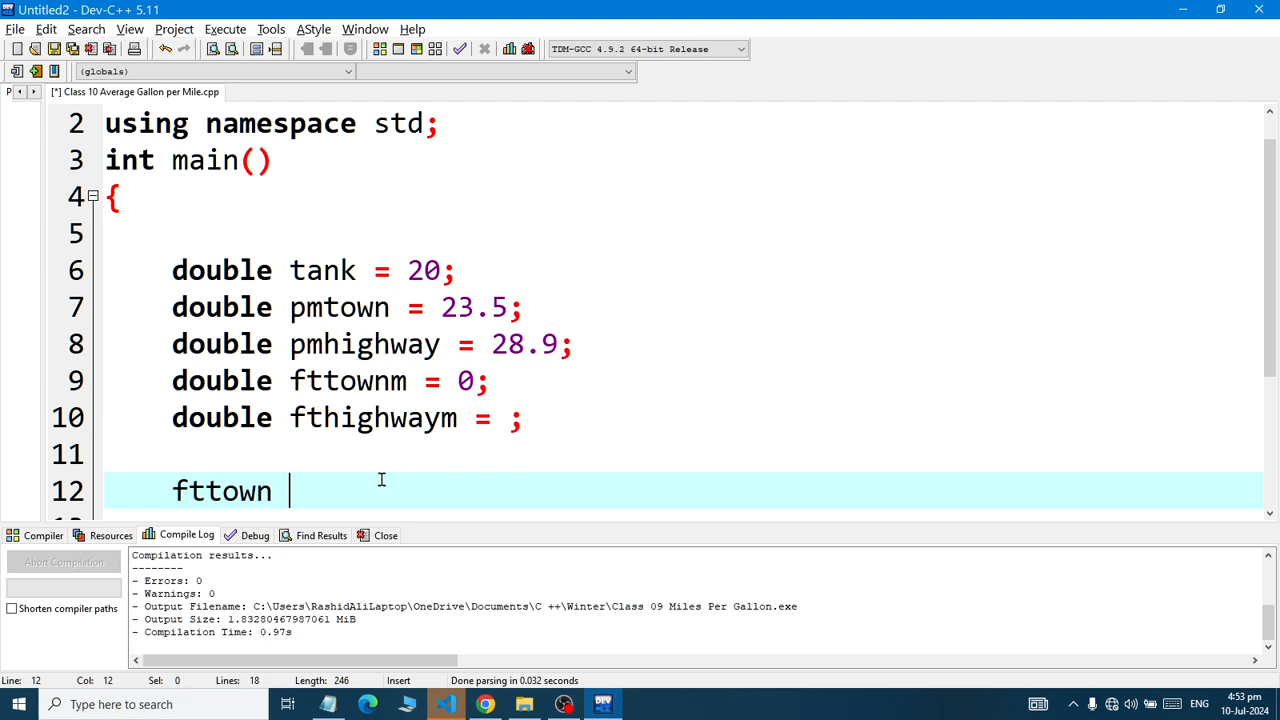 Untitled2 - Dev-C++ 5.11
File Edit Search View Project Execute Tools AStyle Window Help
TDM-GCC 4.9.2 64-bit Release
(globals)
P [*] Class 10 Average Gallon per Mile.cpp
2 using namespace std;
3 int main()
4 {
5
6 double tank = 20;
7 double pmtown = 23.5;
8 double pmhighway = 28.9;
9 double fttownm = 0;
10 double fthighwaym = ;
11
12 fttown
Compiler Resources Compile Log Debug Find Results Close
Abort Compilation
Shorten compiler paths
Compilation results...
--------
- Errors: 0
- Warnings: 0
- Output Filename: C:\Users\RashidAliLaptop\OneDrive\Documents\C ++\Winter\Class 09 Miles Per Gallon.exe
- Output Size: 1.83280467987061 MiB
- Compilation Time: 0.97s
Line: 12 Col: 12 Sel: 0 Lines: 18 Length: 246 Insert Done parsing in 0.032 seconds
Type here to search
DEV
ENG
4:53 pm
10-Jul-2024